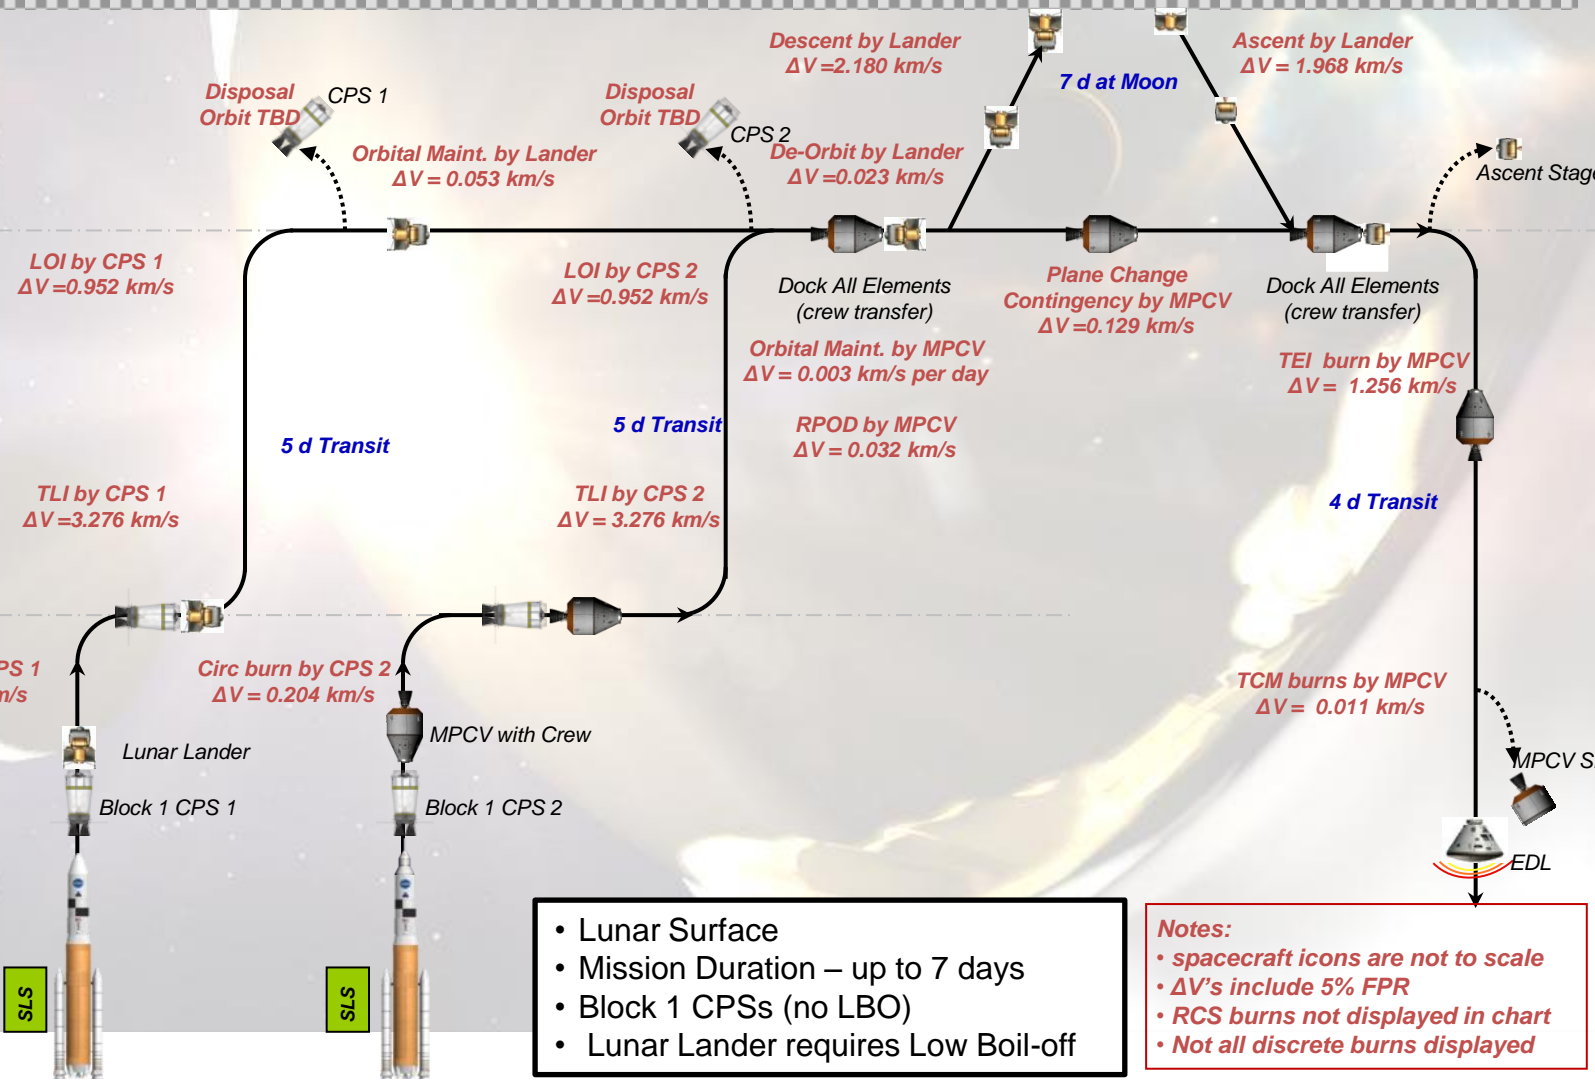 Descent by Lander
ΔV =2.180 km/s
Ascent by Lander
ΔV = 1.968 km/s
7 d at Moon
Disposal
Orbit TBD
CPS 1
Disposal
Orbit TBD
CPS 2
Orbital Maint. by Lander
ΔV = 0.053 km/s
De-Orbit by Lander
ΔV =0.023 km/s
Ascent Stage
LOI by CPS 1
ΔV =0.952 km/s
LOI by CPS 2
ΔV =0.952 km/s
Dock All Elements
(crew transfer)
Plane Change
Contingency by MPCV
ΔV =0.129 km/s
Dock All Elements
(crew transfer)
Orbital Maint. by MPCV
ΔV = 0.003 km/s per day
TEI burn by MPCV
ΔV = 1.256 km/s
5 d Transit
5 d Transit
RPOD by MPCV
ΔV = 0.032 km/s
4 d Transit
TLI by CPS 1
ΔV =3.276 km/s
TLI by CPS 2
ΔV = 3.276 km/s
PS 1
m/s
Circ burn by CPS 2
ΔV = 0.204 km/s
TCM burns by MPCV
ΔV = 0.011 km/s
Lunar Lander
MPCV with Crew
MPCV S
Block 1 CPS 1
Block 1 CPS 2
EDL
SLS
SLS
• Lunar Surface
• Mission Duration – up to 7 days
• Block 1 CPSs (no LBO)
• Lunar Lander requires Low Boil-off
Notes:
• spacecraft icons are not to scale
• ΔV's include 5% FPR
• RCS burns not displayed in chart
• Not all discrete burns displayed